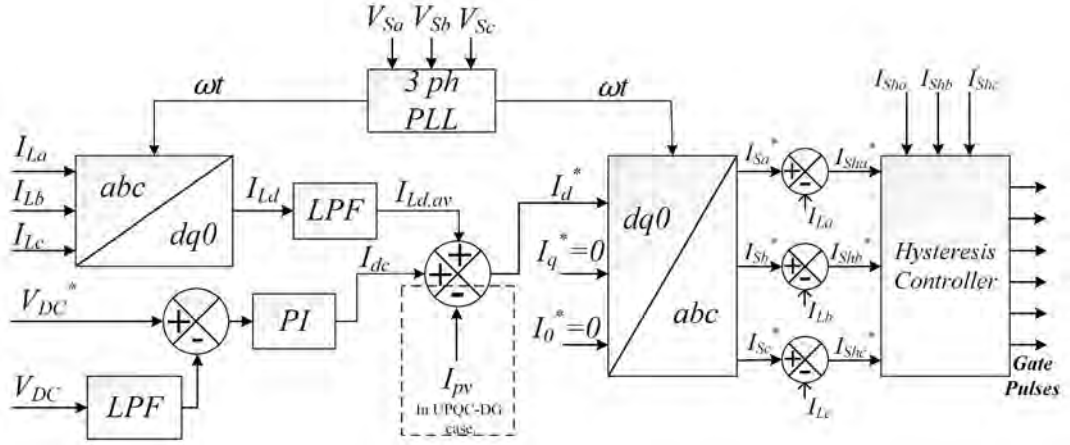 V_Sa V_Sb V_Sc
3 ph
PLL
ωt
ωt
I_La
I_Lb
I_Lc
abc
dq0
I_Ld
LPF
I_Ld,av
I_dc
V_DC*
V_DC
LPF
PI
+
-
+
+
-
I_pv
In UPQC-DG
case.
I_d*
I_q*=0
I_0*=0
dq0
abc
I_Sa*
+
-
I_La
I_Sha*
I_Sb*
+
-
I_Lb
I_Shb*
I_Sc*
+
-
I_Lc
I_Shc*
I_Sha I_Shb I_Shc
Hysteresis
Controller
Gate
Pulses